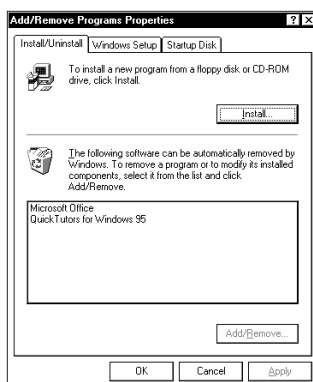 Add/Remove Programs Properties
? X
Install/Uninstall Windows Setup Startup Disk
To install a new program from a floppy disk or CD-ROM
drive, click Install.
Install...
The following software can be automatically removed by
Windows. To remove a program or to modify its installed
components, select it from the list and click
Add/Remove.
Microsoft Office
QuickTutors for Windows 95
Add/Remove...
OK Cancel Apply